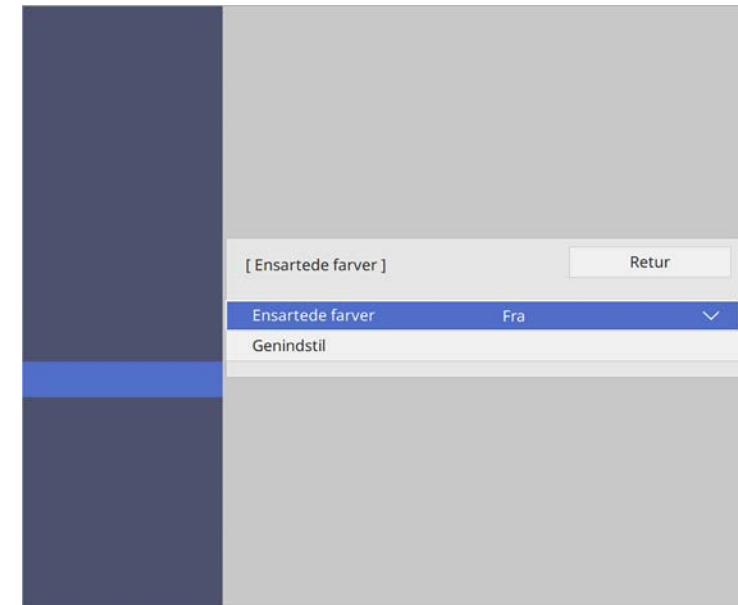 [ Ensartede farver ]
Retur
Ensartede farver Fra
Genindstil